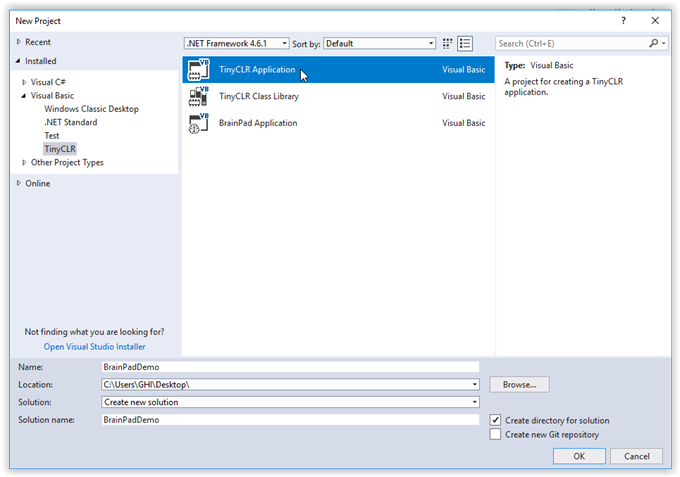 New Project
Recent
.NET Framework 4.6.1
Sort by:
Default
Search (Ctrl+E)
Installed
Visual C#
Visual Basic
Windows Classic Desktop
.NET Standard
Test
TinyCLR
Other Project Types
Online
VB
TinyCLR Application
Visual Basic
VB
TinyCLR Class Library
Visual Basic
VB
BrainPad Application
Visual Basic
Type: Visual Basic
A project for creating a TinyCLR
application.
Not finding what you are looking for?
Open Visual Studio Installer
Name:
BrainPadDemo
Location:
C:\Users\GHI\Desktop\
Browse...
Solution:
Create new solution
Solution name:
BrainPadDemo
Create directory for solution
Create new Git repository
OK
Cancel